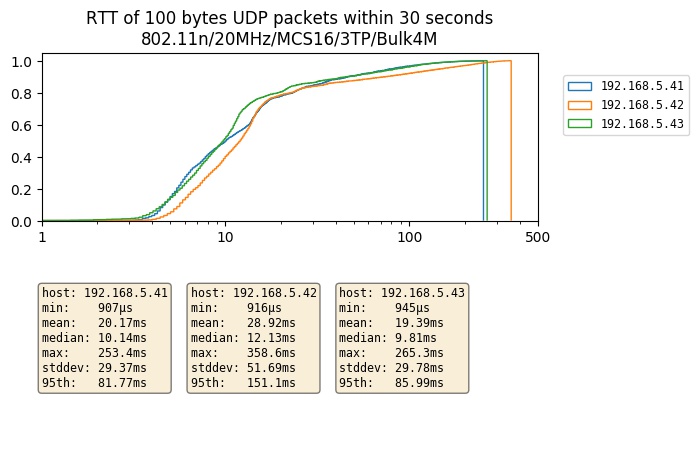 RTT of 100 bytes UDP packets within 30 seconds
802.11n/20MHz/MCS16/3TP/Bulk4M
1.0
0.8
0.6
0.4
0.2
0.0
1 10 100 500
192.168.5.41
192.168.5.42
192.168.5.43
host: 192.168.5.41
min: 907µs
mean: 20.17ms
median: 10.14ms
max: 253.4ms
stddev: 29.37ms
95th: 81.77ms
host: 192.168.5.42
min: 916µs
mean: 28.92ms
median: 12.13ms
max: 358.6ms
stddev: 51.69ms
95th: 151.1ms
host: 192.168.5.43
min: 945µs
mean: 19.39ms
median: 9.81ms
max: 265.3ms
stddev: 29.78ms
95th: 85.99ms